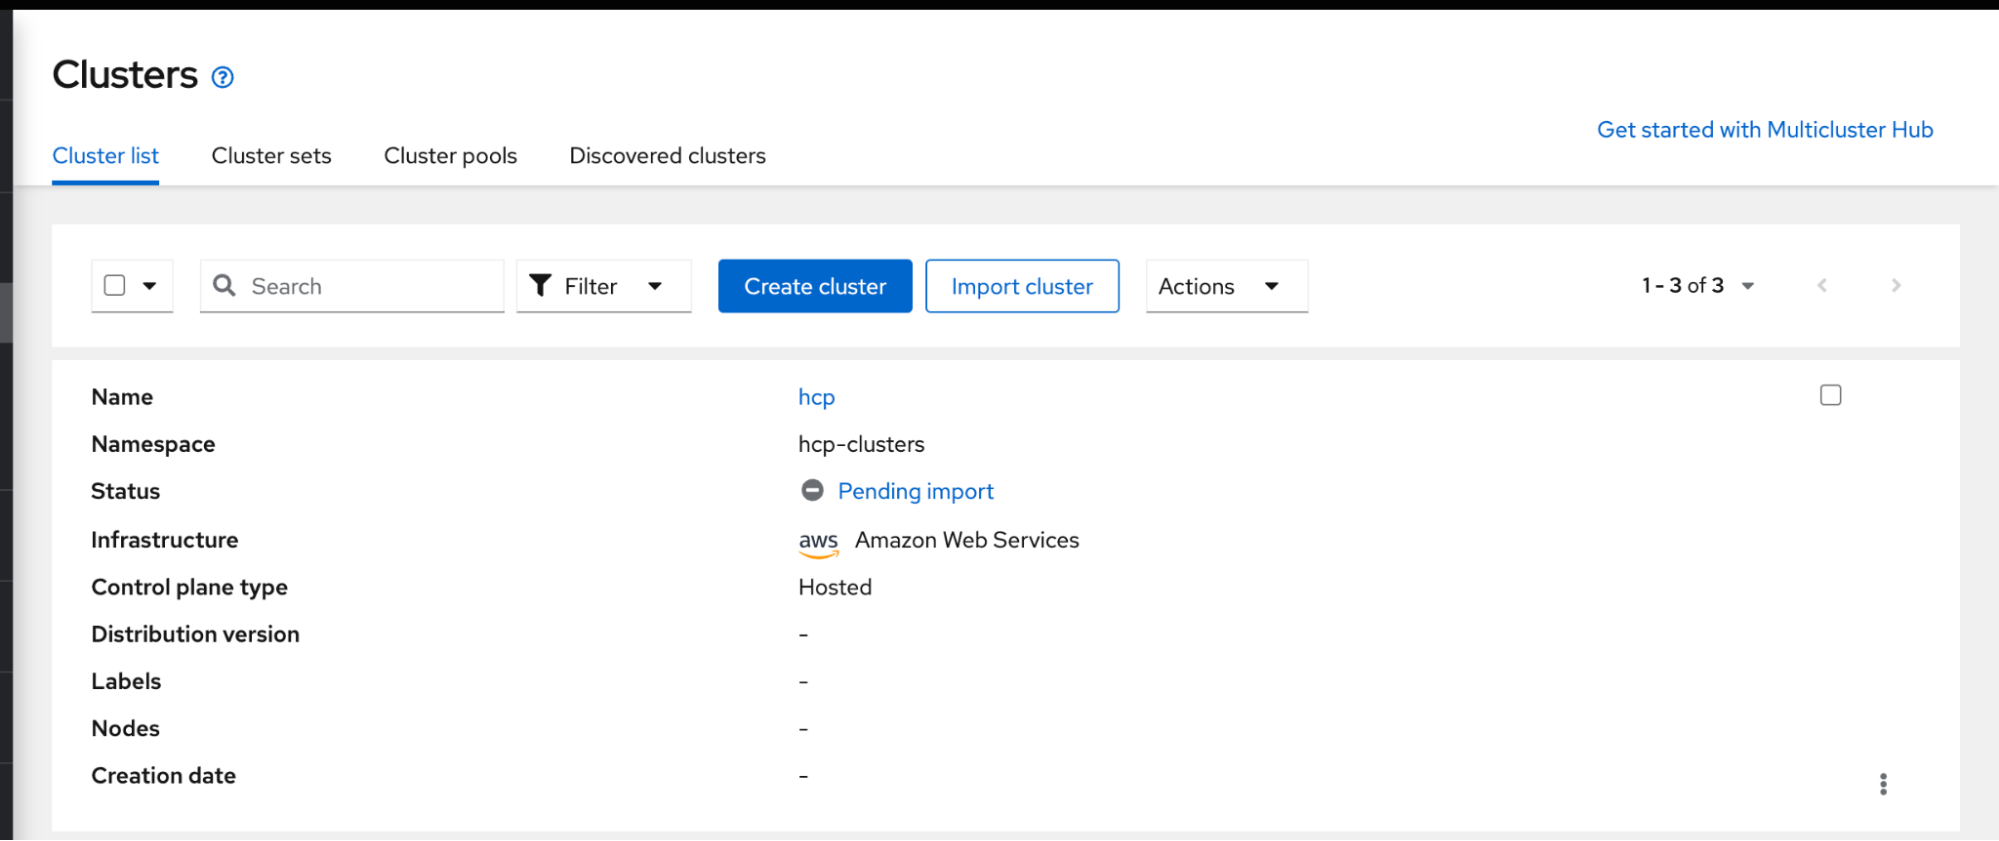 Clusters
Get started with Multicluster Hub
Cluster list Cluster sets Cluster pools Discovered clusters
Search Filter Create cluster Import cluster Actions 1 - 3 of 3
Name hcp
Namespace hcp-clusters
Status Pending import
Infrastructure aws Amazon Web Services
Control plane type Hosted
Distribution version -
Labels -
Nodes -
Creation date -